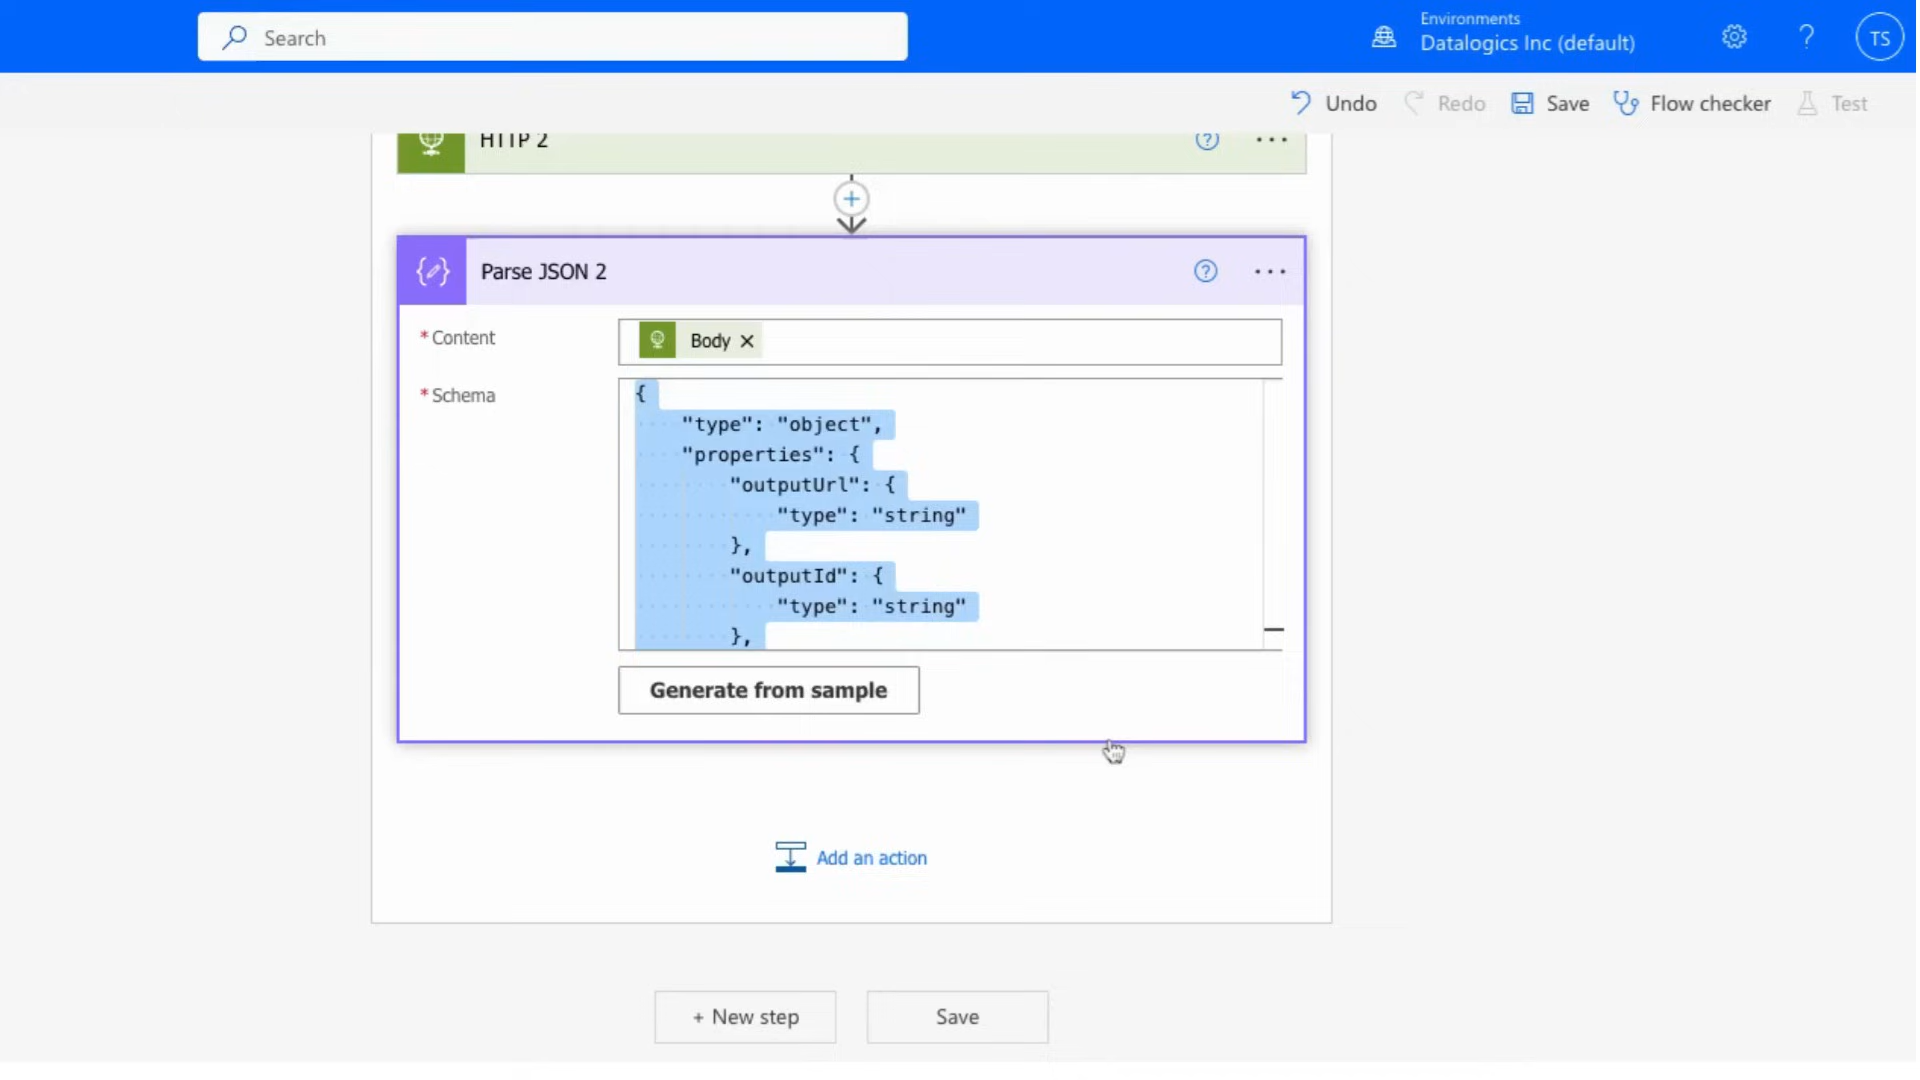 Search
Environments
Datalogics Inc (default)
?
TS
Undo
Redo
Save
Flow checker
Test
HTTP 2
?
...
+
Parse JSON 2
?
...
* Content
Body ×
* Schema
{
"type": "object",
"properties": {
"outputUrl": {
"type": "string"
},
"outputId": {
"type": "string"
},
Generate from sample
Add an action
+ New step
Save